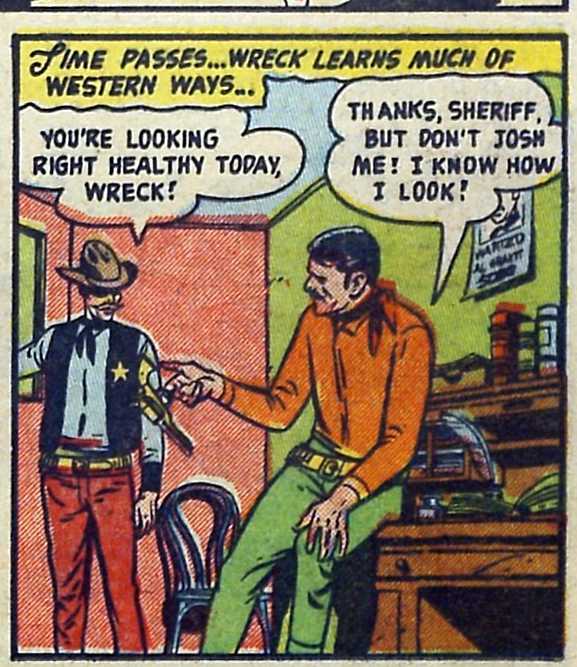 TIME PASSES...WRECK LEARNS MUCH OF
WESTERN WAYS...
YOU'RE LOOKING
RIGHT HEALTHY TODAY,
WRECK!
THANKS, SHERIFF,
BUT DON'T JOSH
ME! I KNOW HOW
I LOOK!
WANTED